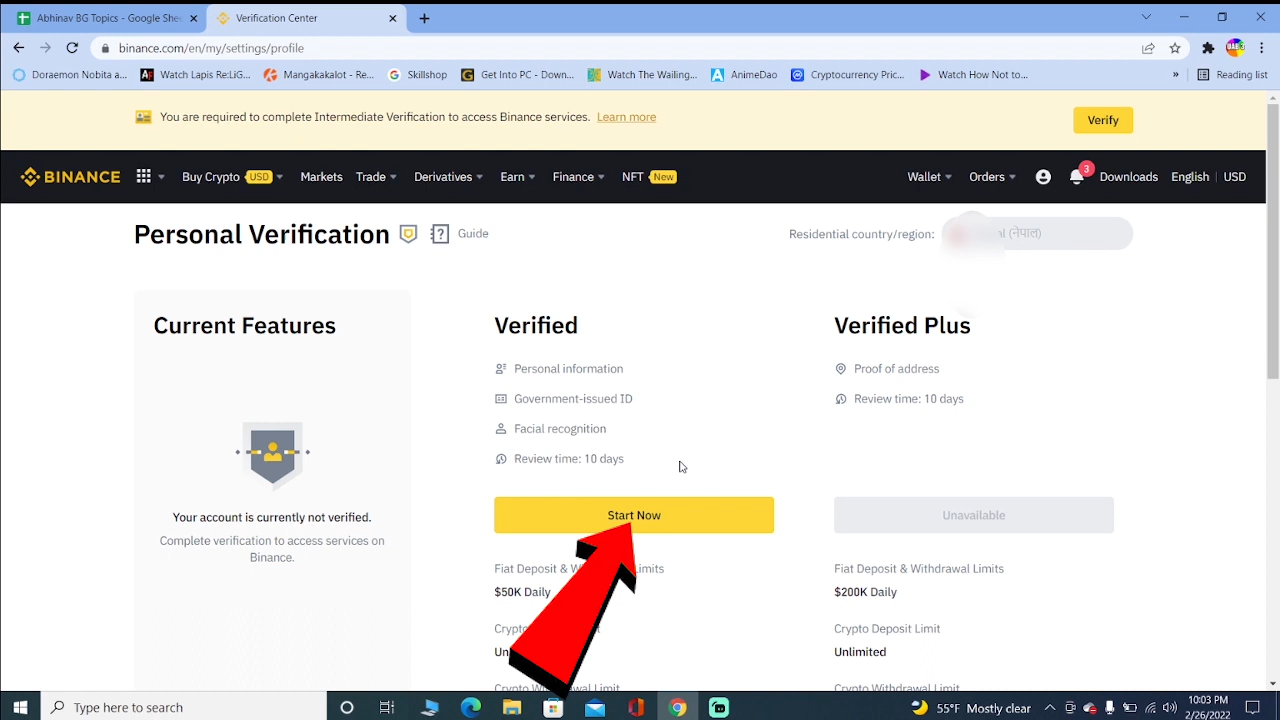 Abhinav BG Topics - Google She
Verification Center
binance.com/en/my/settings/profile
Doraemon Nobita a...
Watch Lapis Re:LiG...
Mangakakalot - Re...
Skillshop
Get Into PC - Down...
Watch The Wailing...
AnimeDao
Cryptocurrency Pric...
Watch How Not to...
»
Reading list
You are required to complete Intermediate Verification to access Binance services. Learn more
Verify
BINANCE
Buy Crypto USD
Markets
Trade
Derivatives
Earn
Finance
NFT New
Wallet
Orders
3
Downloads
English
USD
Personal Verification
Guide
Residential country/region:
(नेपाल)
Current Features
Your account is currently not verified.
Complete verification to access services on
Binance.
Verified
Personal information
Government-issued ID
Facial recognition
Review time: 10 days
Start Now
Fiat Deposit & Limits
$50K Daily
Verified Plus
Proof of address
Review time: 10 days
Unavailable
Fiat Deposit & Withdrawal Limits
$200K Daily
Crypto Deposit Limit
Unlimited
Crypto Withdrawal Limit
Type here to search
55°F Mostly clear
10:03 PM
2/26/2022